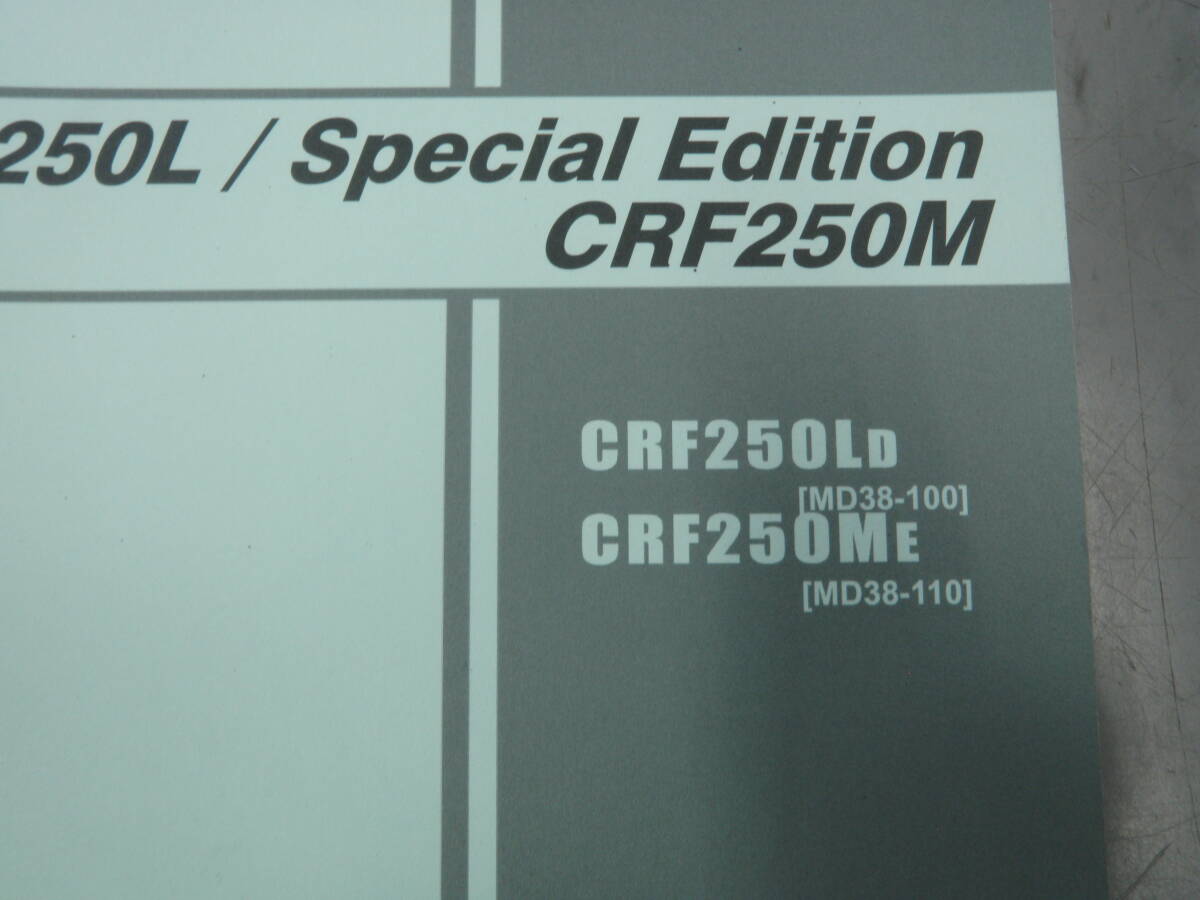 250L / Special Edition
CRF250M
CRF250LD
[MD38-100]
CRF250ME
[MD38-110]